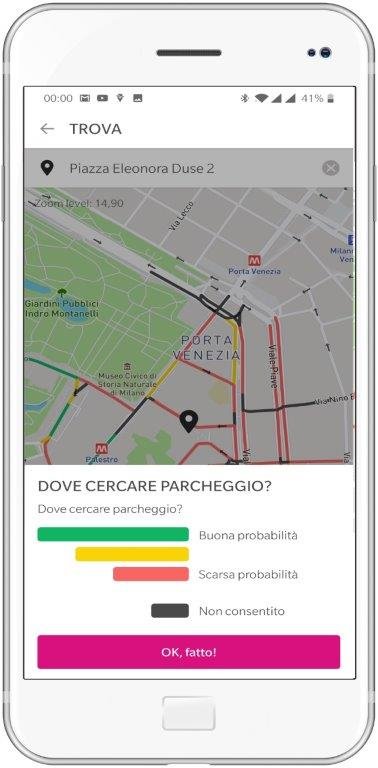 00:00
41%
TROVA
Piazza Eleonora Duse 2
Zoom level: 14,90
Via Lecco
M
Porta Venezia
Milano
Ven
Giardini Pubblici
Indro Montanelli
PORTA
VENEZIA
Viale Piave
Museo Civico di
Storia Naturale
di Milano
Via Nino B
M
Palestro
Via
Via
DOVE CERCARE PARCHEGGIO?
Dove cercare parcheggio?
Buona probabilità
Scarsa probabilità
Non consentito
OK, fatto!